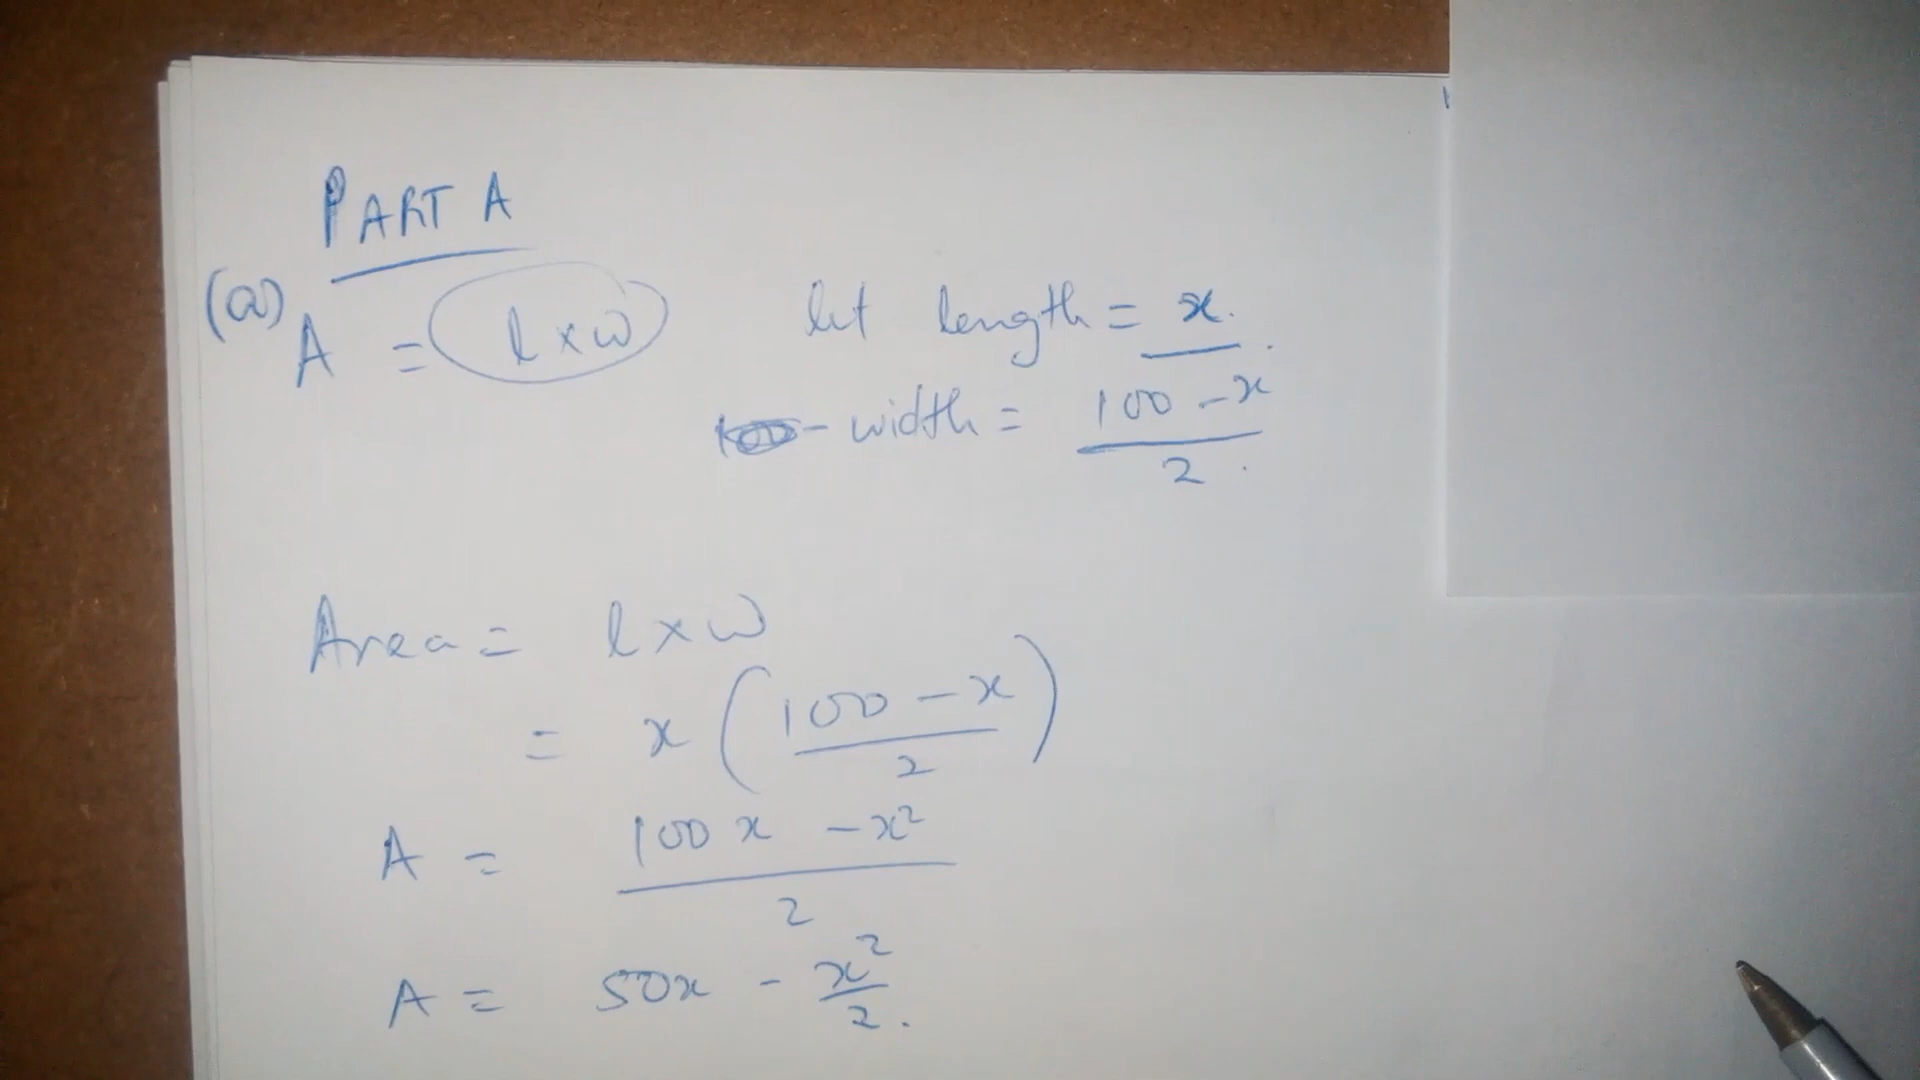 PART A
(a) A = l × w
let length = x.
- width = 100 - x / 2.
Area = l × w
= x ( 100 - x / 2 )
A = 100x - x² / 2
A = 50x - x² / 2.